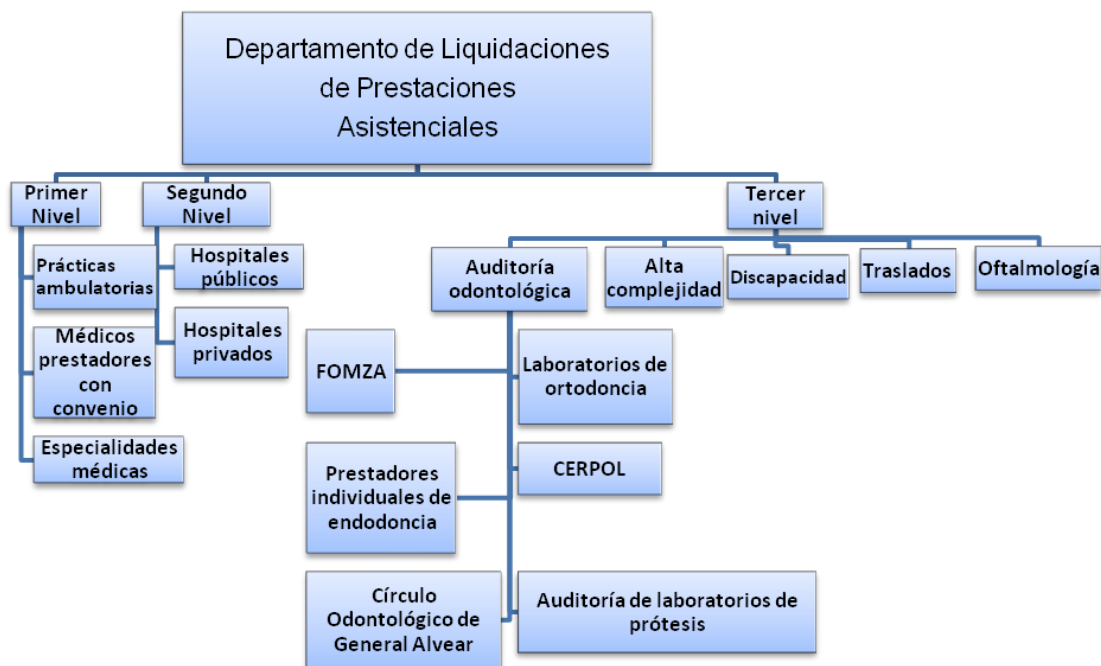 Departamento de Liquidaciones
de Prestaciones
Asistenciales
Primer
Nivel
Segundo
Nivel
Tercer
nivel
Prácticas
ambulatorias
Médicos
prestadores
con
convenio
Especialidades
médicas
Hospitales
públicos
Hospitales
privados
Auditoría
odontológica
Alta
complejidad
Discapacidad
Traslados
Oftalmología
FOMZA
Laboratorios de
ortodoncia
Prestadores
individuales de
endodoncia
CERPOL
Círculo
Odontológico de
General Alvear
Auditoría de laboratorios de
prótesis